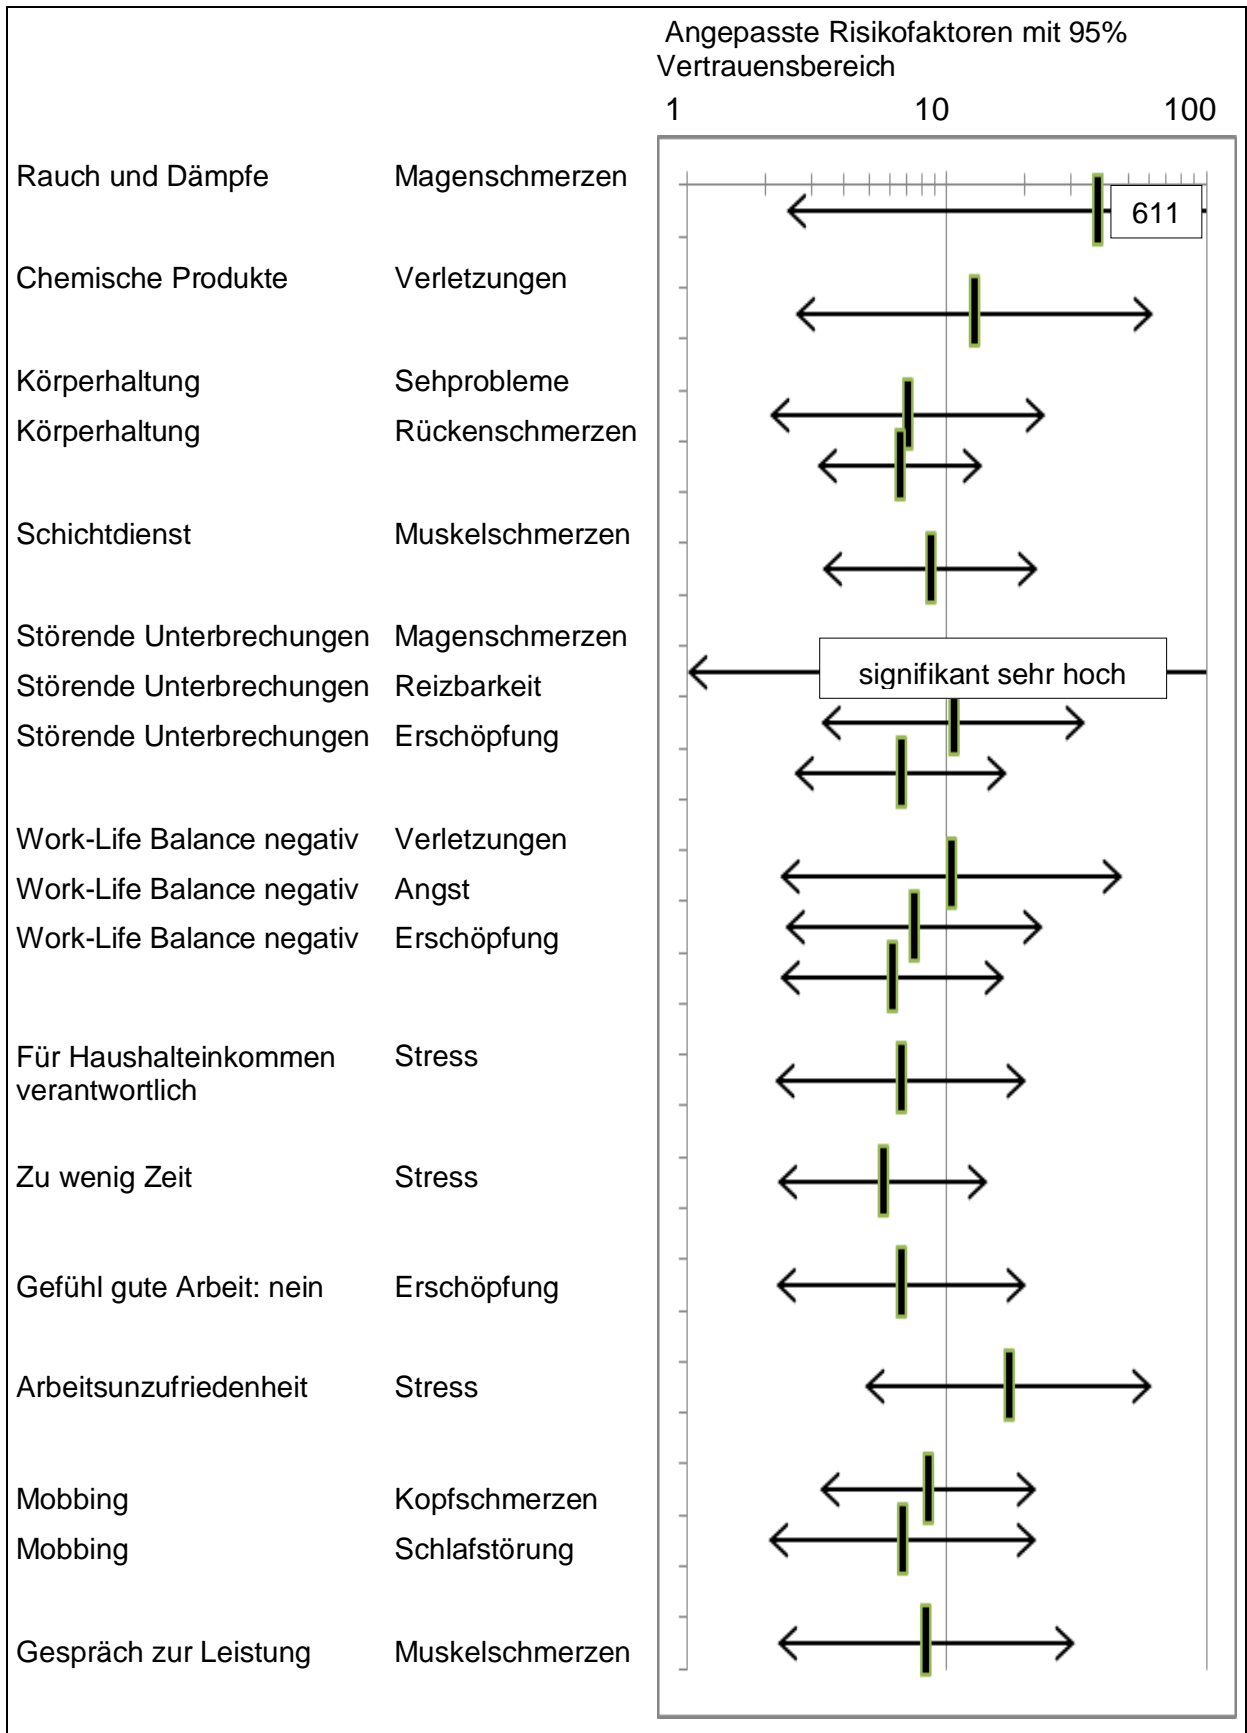 Angepasste Risikofaktoren mit 95%
Vertrauensbereich
1 10 100
Rauch und Dämpfe Magenschmerzen
611
Chemische Produkte Verletzungen
Körperhaltung Sehprobleme
Körperhaltung Rückenschmerzen
Schichtdienst Muskelschmerzen
Störende Unterbrechungen Magenschmerzen
signifikant sehr hoch
Störende Unterbrechungen Reizbarkeit
Störende Unterbrechungen Erschöpfung
Work-Life Balance negativ Verletzungen
Work-Life Balance negativ Angst
Work-Life Balance negativ Erschöpfung
Für Haushalteinkommen Stress
verantwortlich
Zu wenig Zeit Stress
Gefühl gute Arbeit: nein Erschöpfung
Arbeitsunzufriedenheit Stress
Mobbing Kopfschmerzen
Mobbing Schlafstörung
Gespräch zur Leistung Muskelschmerzen